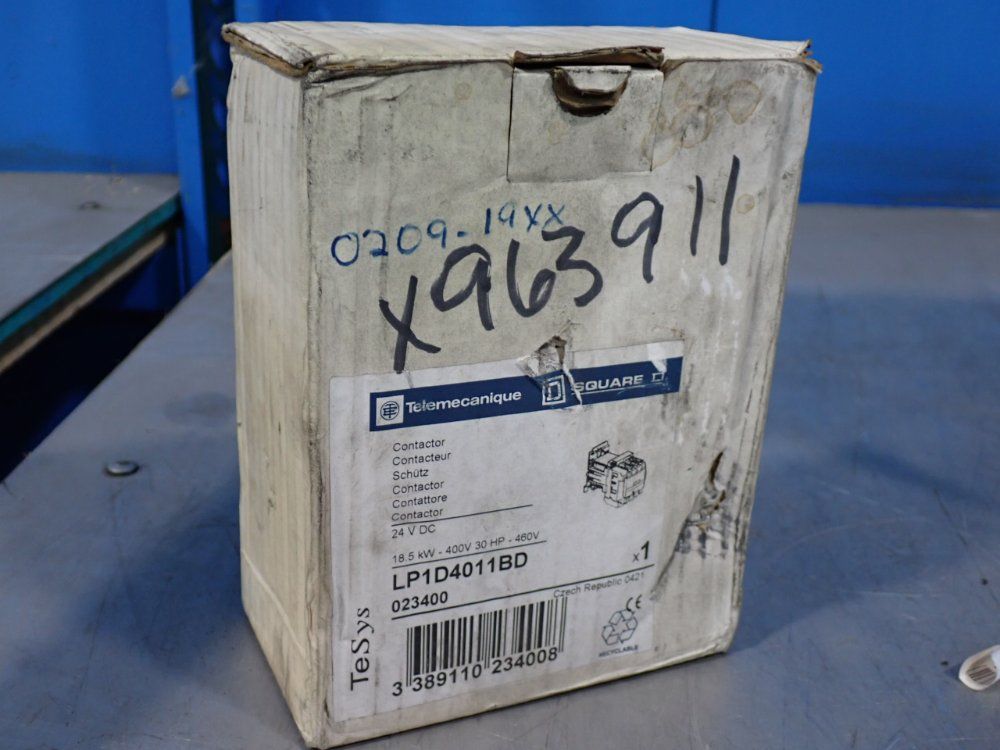 0209-19XX
X963911
Telemecanique SQUARE D
Contactor
Contacteur
Schütz
Contactor
Contattore
Contactor
24 V DC
18.5 kW - 400V 30 HP - 460V
LP1D4011BD x1
023400 Czech Republic 0421
TeSys
3 389110 234008
CE
RECYCLABLE